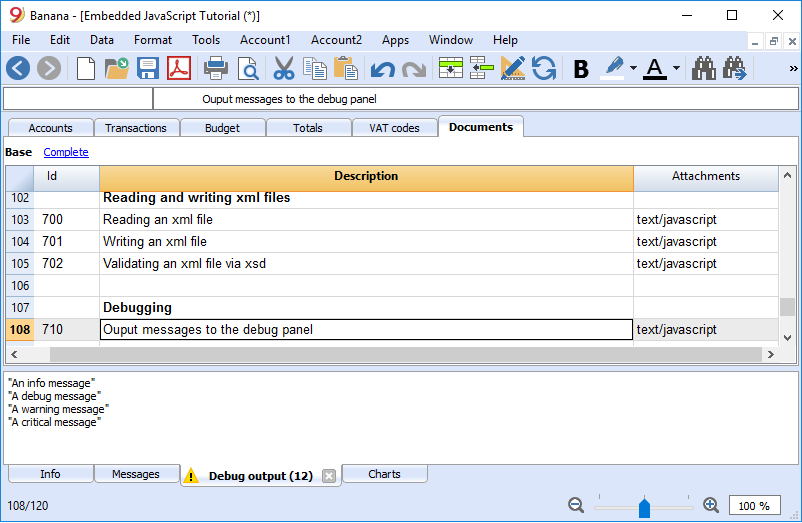 9 Banana - [Embedded JavaScript Tutorial (*)]
File Edit Data Format Tools Account1 Account2 Apps Window Help
B A »
Ouput messages to the debug panel
Accounts Transactions Budget Totals VAT codes Documents
Base Complete
Id Description Attachments
102 Reading and writing xml files
103 700 Reading an xml file text/javascript
104 701 Writing an xml file text/javascript
105 702 Validating an xml file via xsd text/javascript
106
107 Debugging
108 710 Ouput messages to the debug panel text/javascript
"An info message"
"A debug message"
"A warning message"
"A critical message"
Info Messages Debug output (12) Charts
108/120 100 %